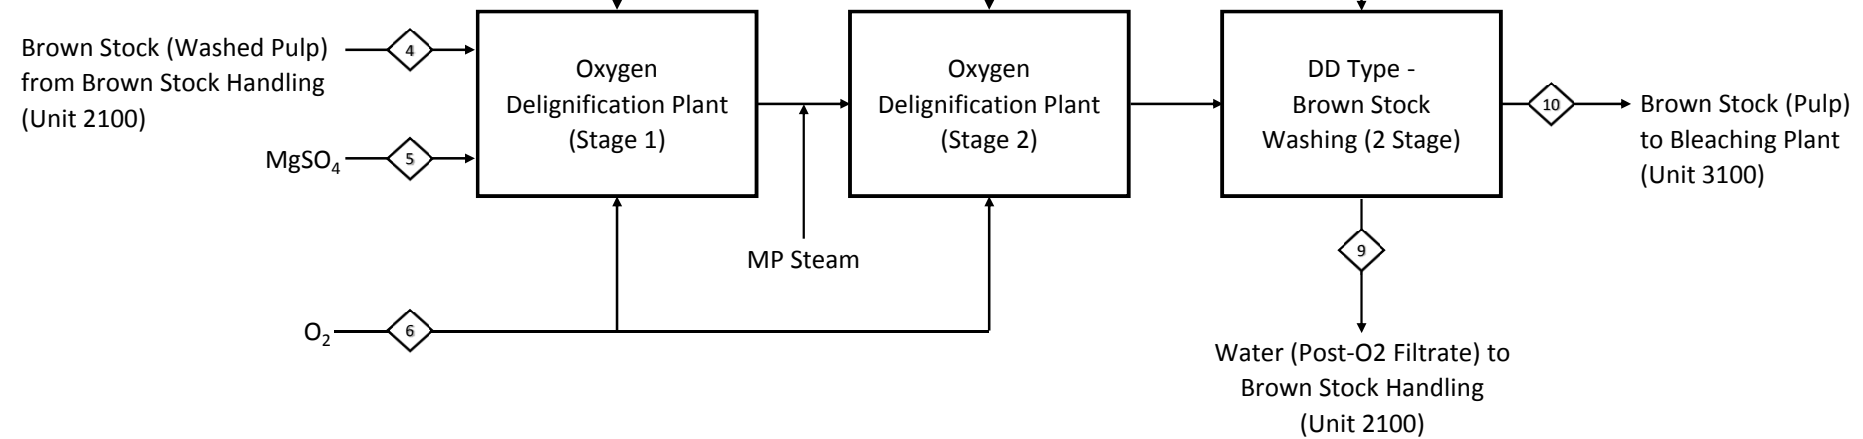 Brown Stock (Washed Pulp)
from Brown Stock Handling
(Unit 2100)
4
MgSO4
5
O2
6
Oxygen
Delignification Plant
(Stage 1)
MP Steam
Oxygen
Delignification Plant
(Stage 2)
DD Type -
Brown Stock
Washing (2 Stage)
10
Brown Stock (Pulp)
to Bleaching Plant
(Unit 3100)
9
Water (Post-O2 Filtrate) to
Brown Stock Handling
(Unit 2100)